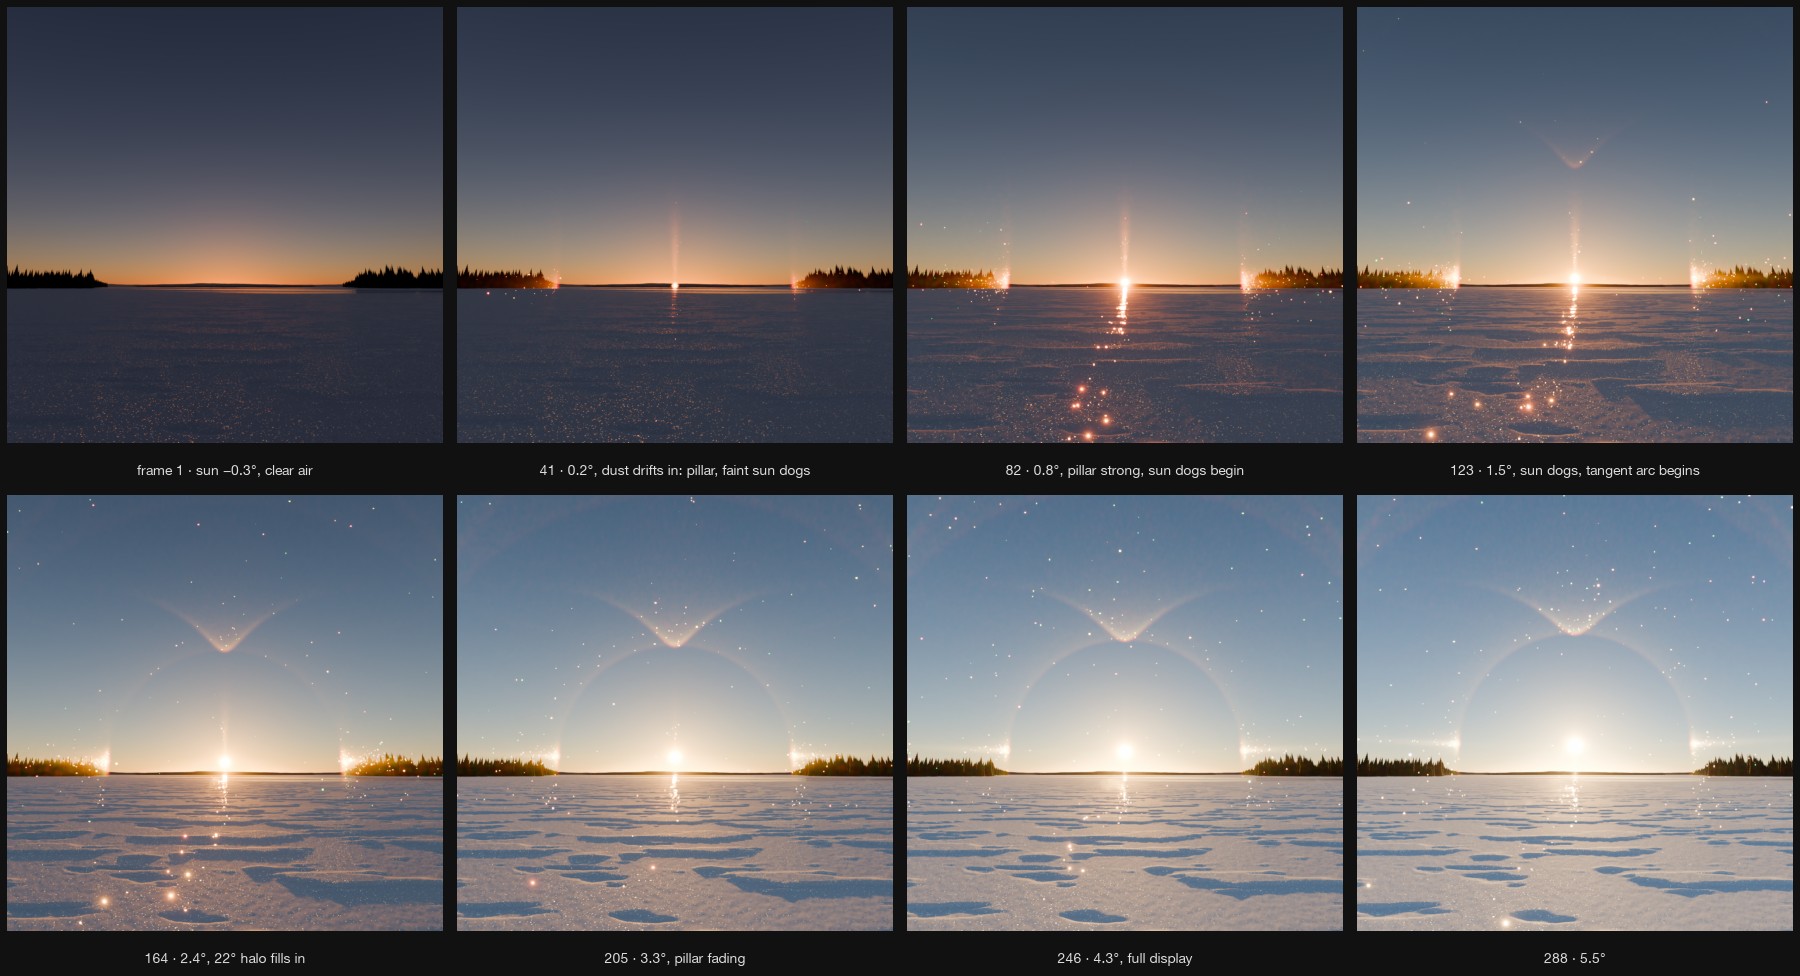 frame 1 · sun −0.3°, clear air
41 · 0.2°, dust drifts in: pillar, faint sun dogs
82 · 0.8°, pillar strong, sun dogs begin
123 · 1.5°, sun dogs, tangent arc begins
164 · 2.4°, 22° halo fills in
205 · 3.3°, pillar fading
246 · 4.3°, full display
288 · 5.5°